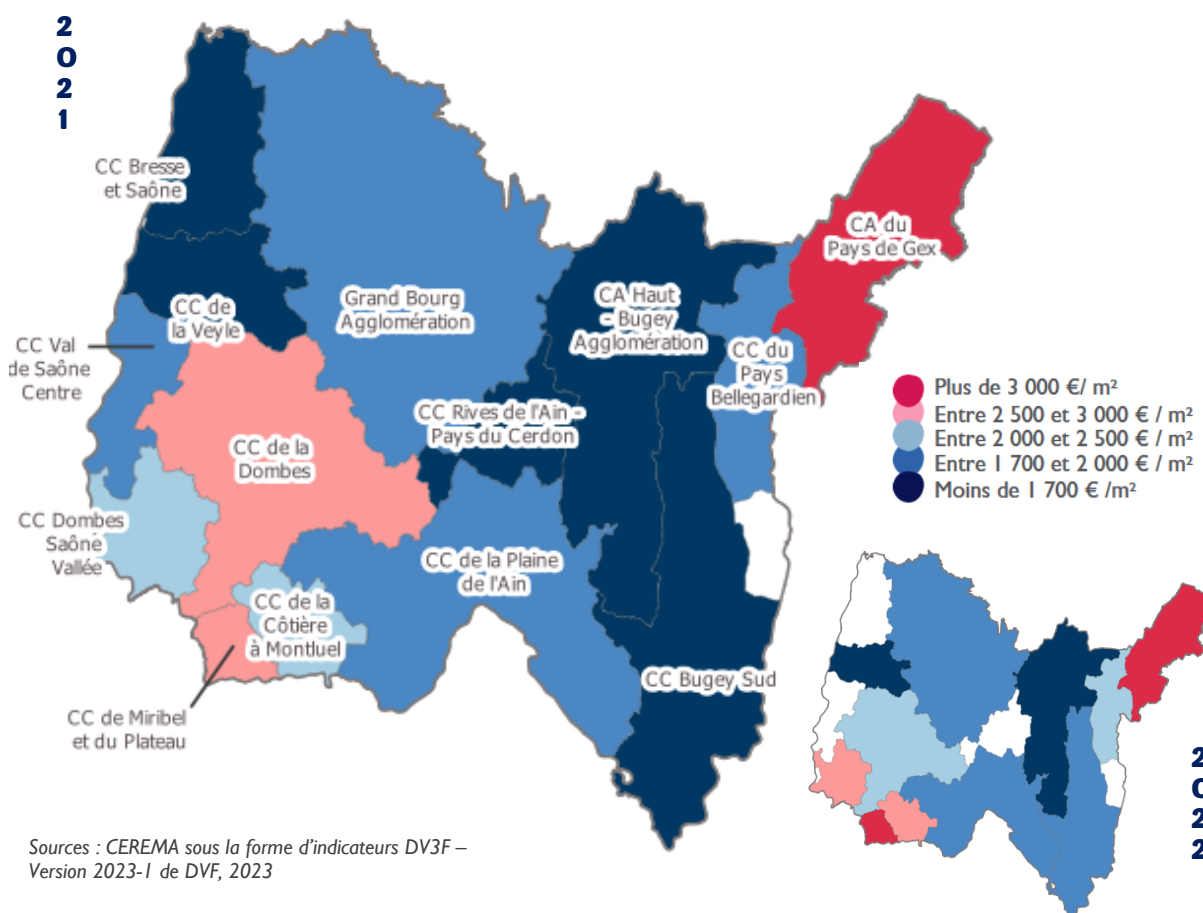 2
0
2
1
CC Bresse
et Saône
CA du
Pays de Gex
CC de
la Veyle
Grand Bourg
Agglomération
CA Haut
- Bugey
Agglomération
CC Val
de Saône
Centre
CC du
Pays
Bellegardien
CC Rives de l'Ain -
Pays du Cerdon
CC de la
Dombes
Plus de 3 000 €/ m²
Entre 2 500 et 3 000 € / m²
Entre 2 000 et 2 500 € / m²
Entre 1 700 et 2 000 € / m²
Moins de 1 700 € /m²
CC Dombes
Saône
Vallée
CC de la Plaine
de l'Ain
CC de la
Côtière
à Montluel
CC Bugey Sud
CC de Miribel
et du Plateau
2
0
2
2
Sources : CEREMA sous la forme d'indicateurs DV3F –
Version 2023-1 de DVF, 2023